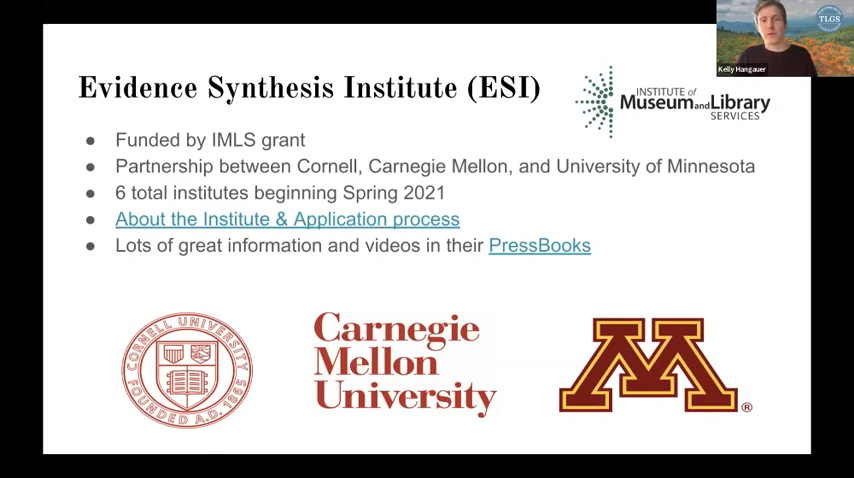 TLGS
Kelly Hangauer
Evidence Synthesis Institute (ESI)
INSTITUTE of
Museum and Library
SERVICES
Funded by IMLS grant
Partnership between Cornell, Carnegie Mellon, and University of Minnesota
6 total institutes beginning Spring 2021
About the Institute & Application process
Lots of great information and videos in their PressBooks
CORNELL UNIVERSITY
FOUNDED A.D. 1865
Carnegie
Mellon
University
M®